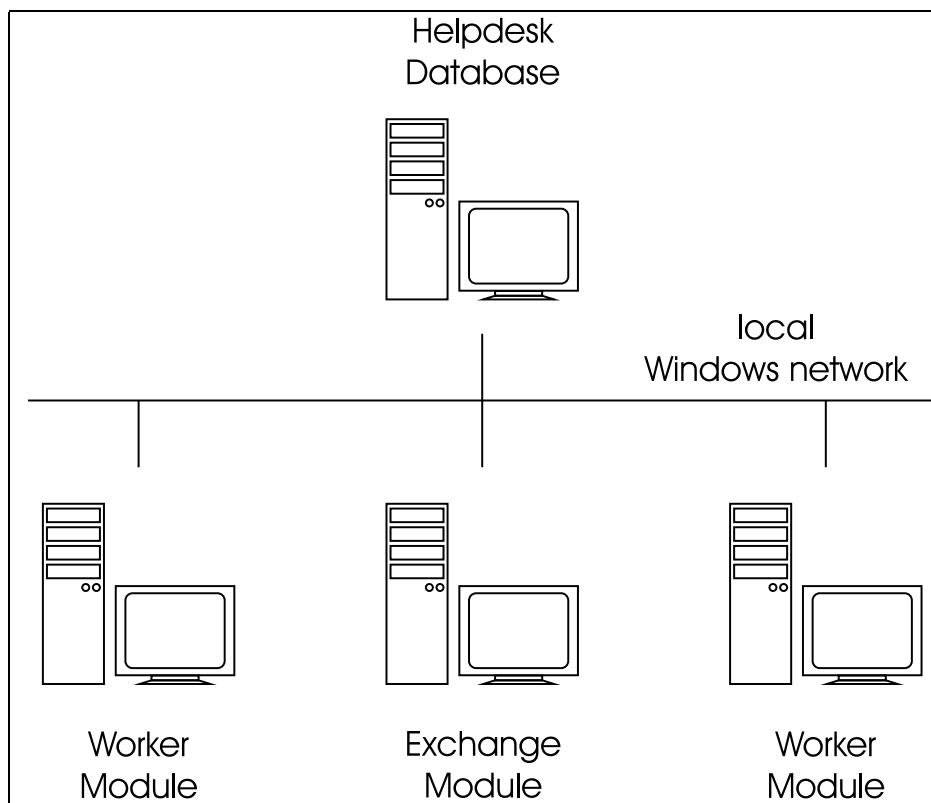 Helpdesk
Database
local
Windows network
Worker
Module
Exchange
Module
Worker
Module